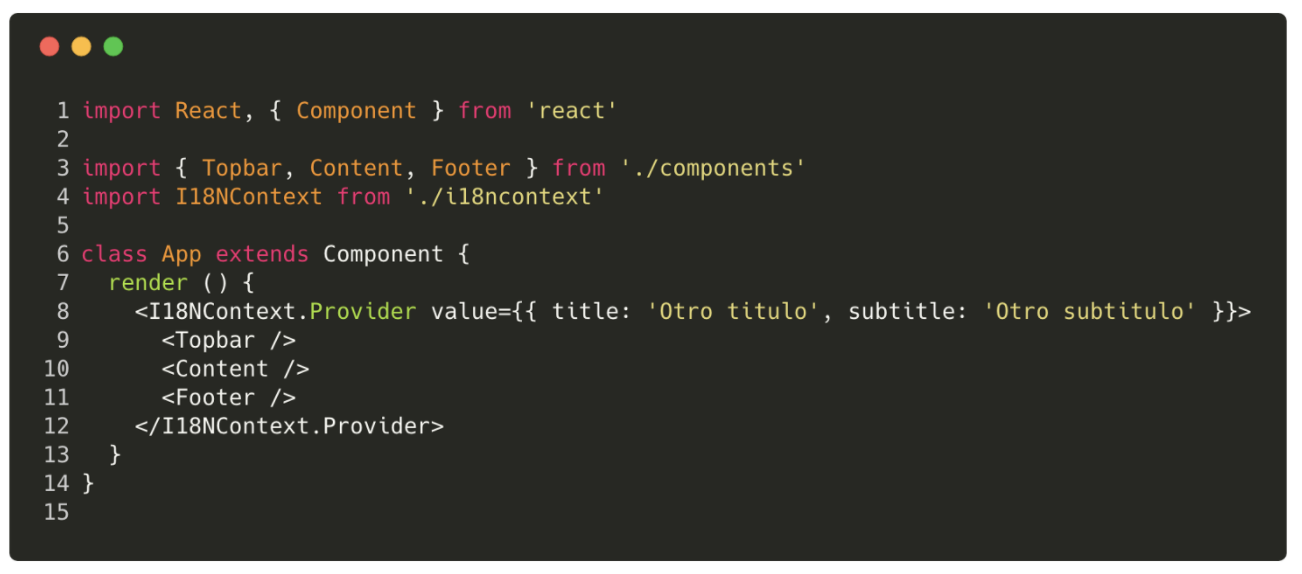 1 import React, { Component } from 'react'
2
3 import { Topbar, Content, Footer } from './components'
4 import I18NContext from './i18ncontext'
5
6 class App extends Component {
7   render () {
8     <I18NContext.Provider value={{ title: 'Otro titulo', subtitle: 'Otro subtitulo' }}>
9       <Topbar />
10       <Content />
11       <Footer />
12     </I18NContext.Provider>
13   }
14 }
15